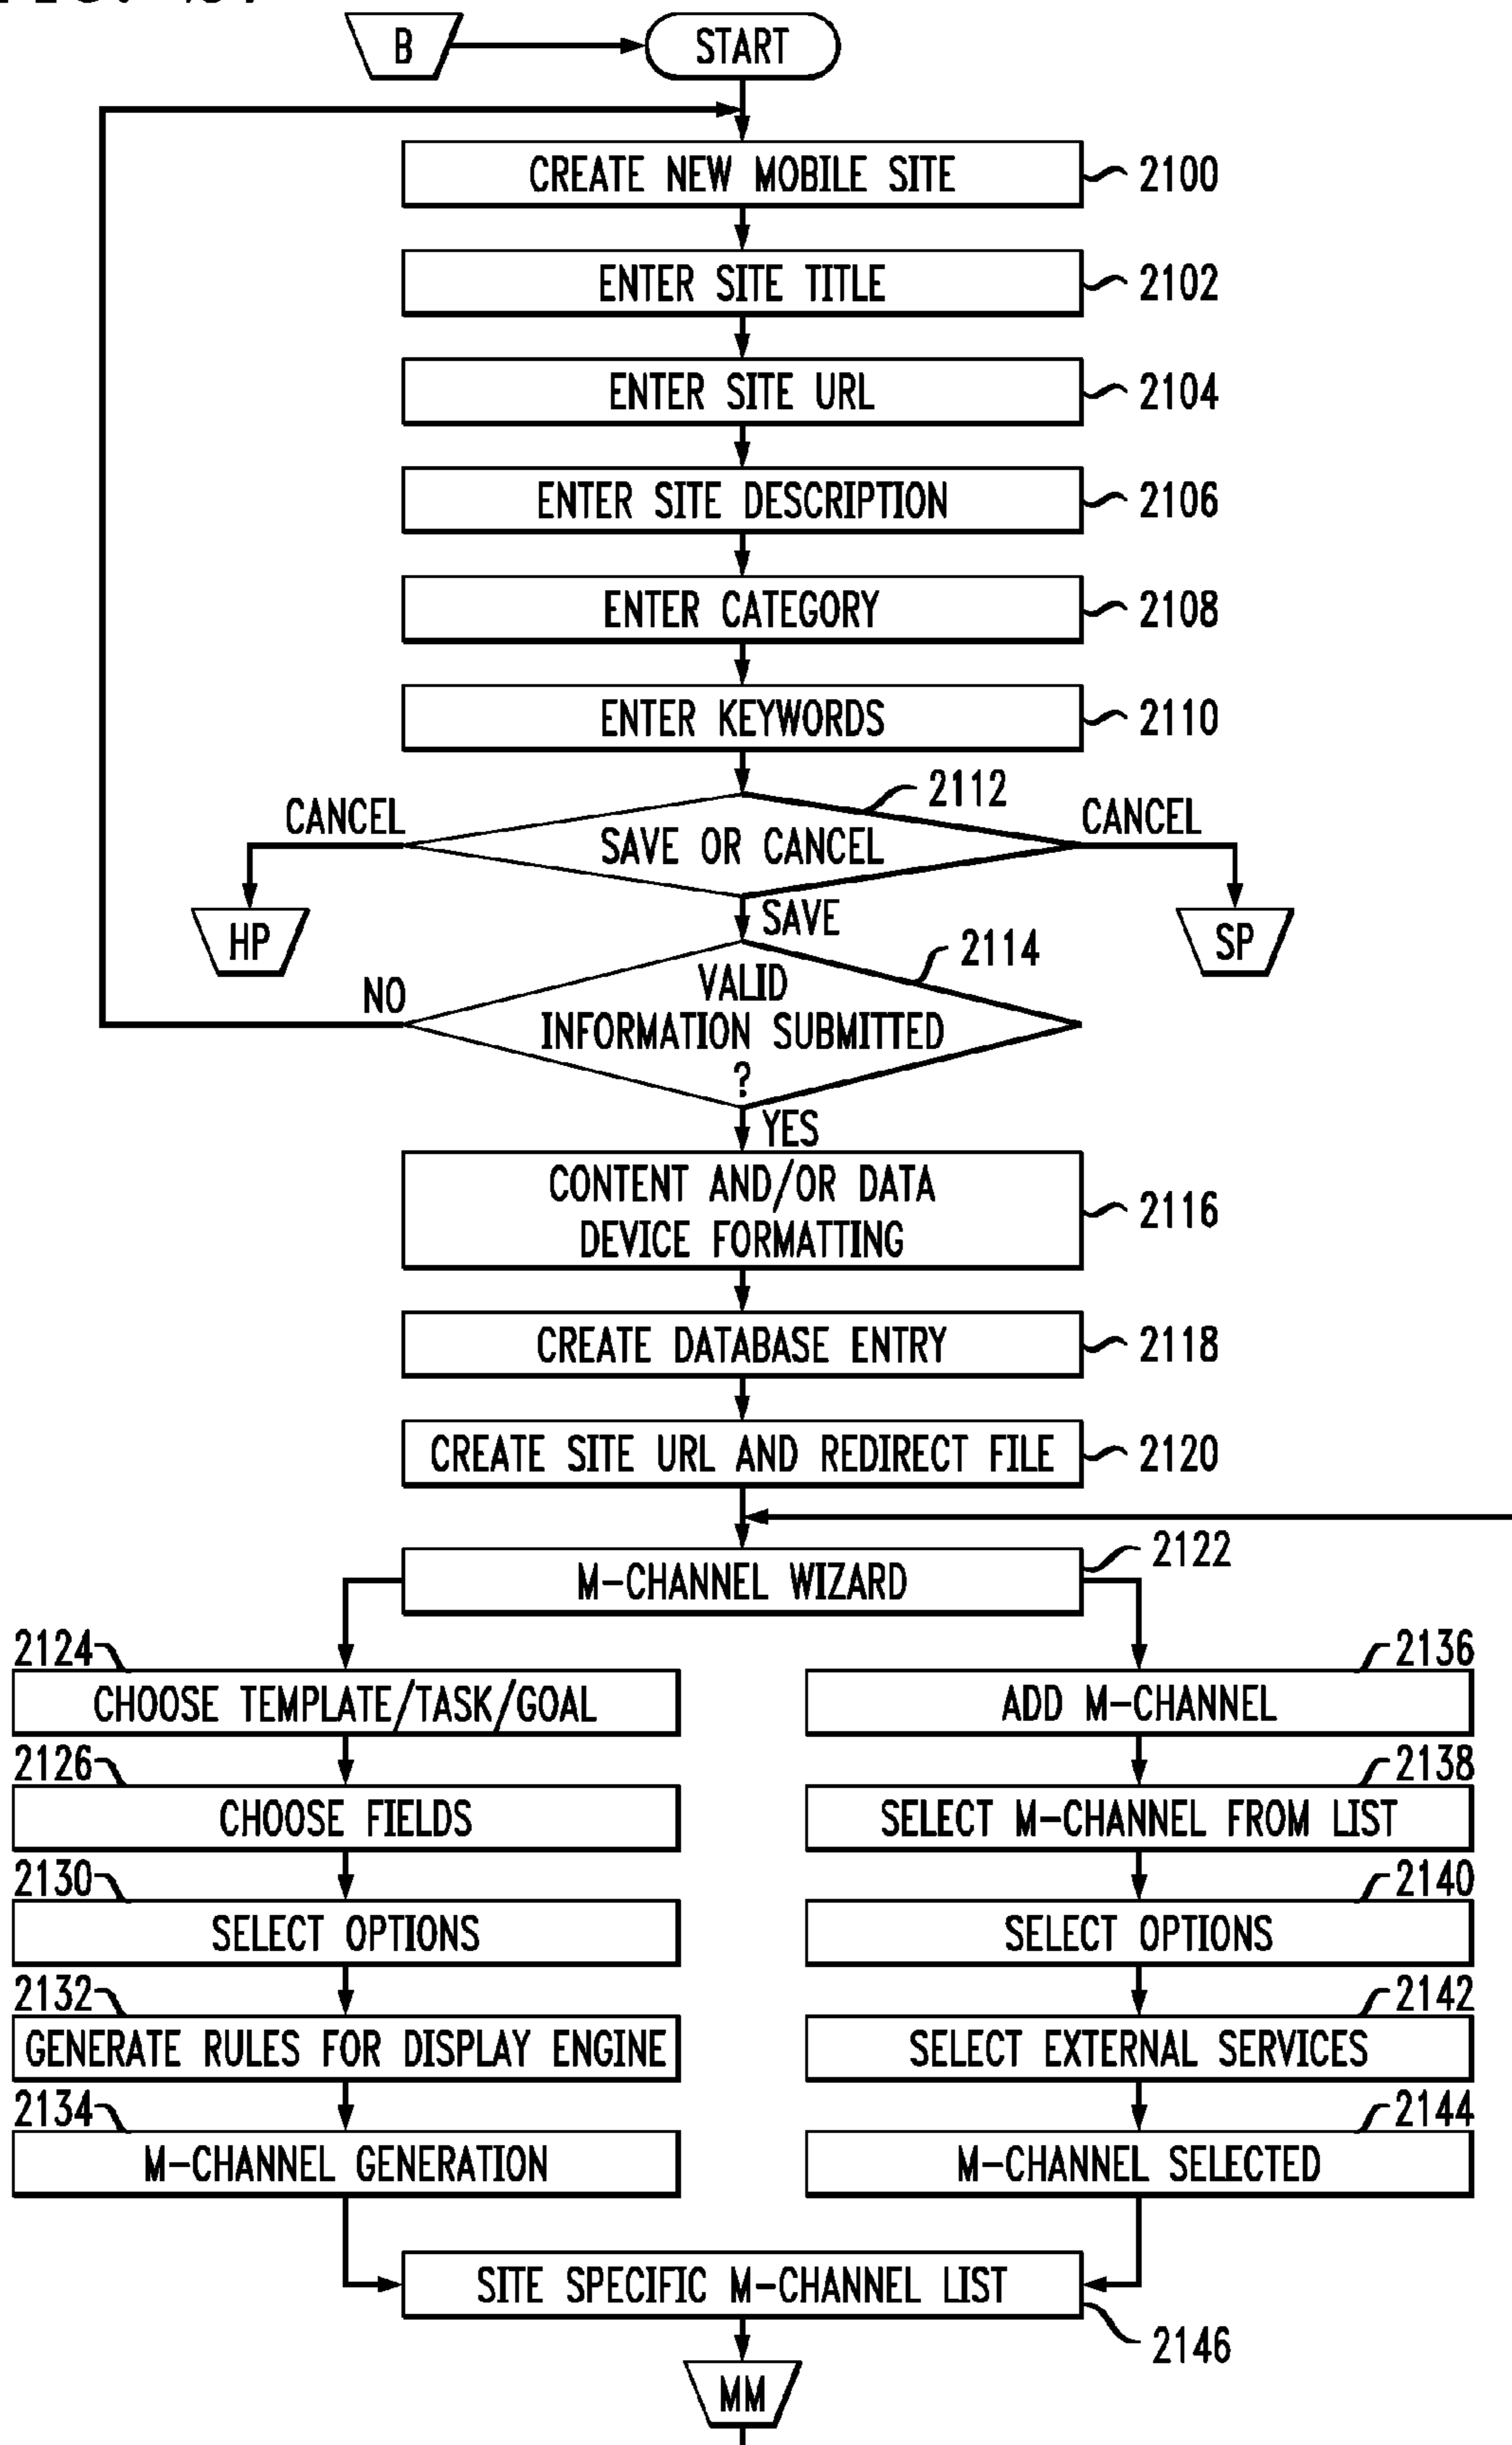 B
START
CREATE NEW MOBILE SITE
2100
ENTER SITE TITLE
2102
ENTER SITE URL
2104
ENTER SITE DESCRIPTION
2106
ENTER CATEGORY
2108
ENTER KEYWORDS
2110
2112
CANCEL
SAVE OR CANCEL
CANCEL
HP
SAVE
SP
2114
NO
VALID
INFORMATION SUBMITTED
?
YES
CONTENT AND/OR DATA
DEVICE FORMATTING
2116
CREATE DATABASE ENTRY
2118
CREATE SITE URL AND REDIRECT FILE
2120
M-CHANNEL WIZARD
2122
2124
CHOOSE TEMPLATE/TASK/GOAL
2126
CHOOSE FIELDS
2130
SELECT OPTIONS
2132
GENERATE RULES FOR DISPLAY ENGINE
2134
M-CHANNEL GENERATION
2136
ADD M-CHANNEL
2138
SELECT M-CHANNEL FROM LIST
2140
SELECT OPTIONS
2142
SELECT EXTERNAL SERVICES
2144
M-CHANNEL SELECTED
SITE SPECIFIC M-CHANNEL LIST
2146
MM